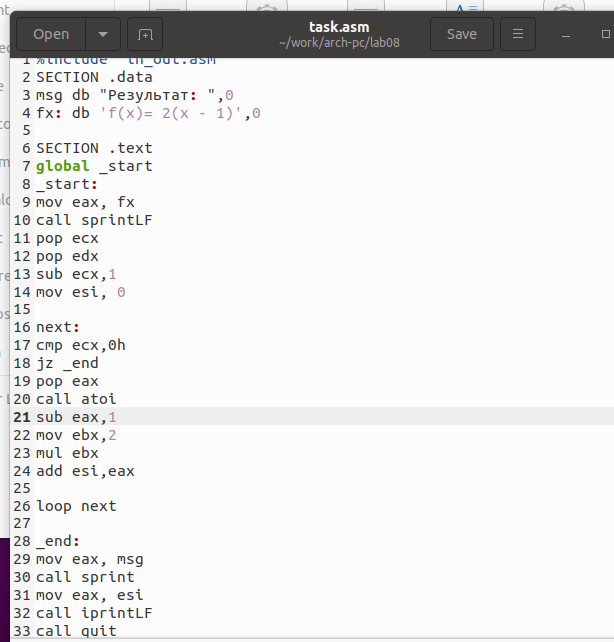 Open
task.asm
~/work/arch-pc/lab08
Save
1 %include 'in_out.asm'
2 SECTION .data
3 msg db "Результат: ",0
4 fx: db 'f(x)= 2(x - 1)',0
5
6 SECTION .text
7 global _start
8 _start:
9 mov eax, fx
10 call sprintLF
11 pop ecx
12 pop edx
13 sub ecx,1
14 mov esi, 0
15
16 next:
17 cmp ecx,0h
18 jz _end
19 pop eax
20 call atoi
21 sub eax,1
22 mov ebx,2
23 mul ebx
24 add esi,eax
25
26 loop next
27
28 _end:
29 mov eax, msg
30 call sprint
31 mov eax, esi
32 call iprintLF
33 call quit